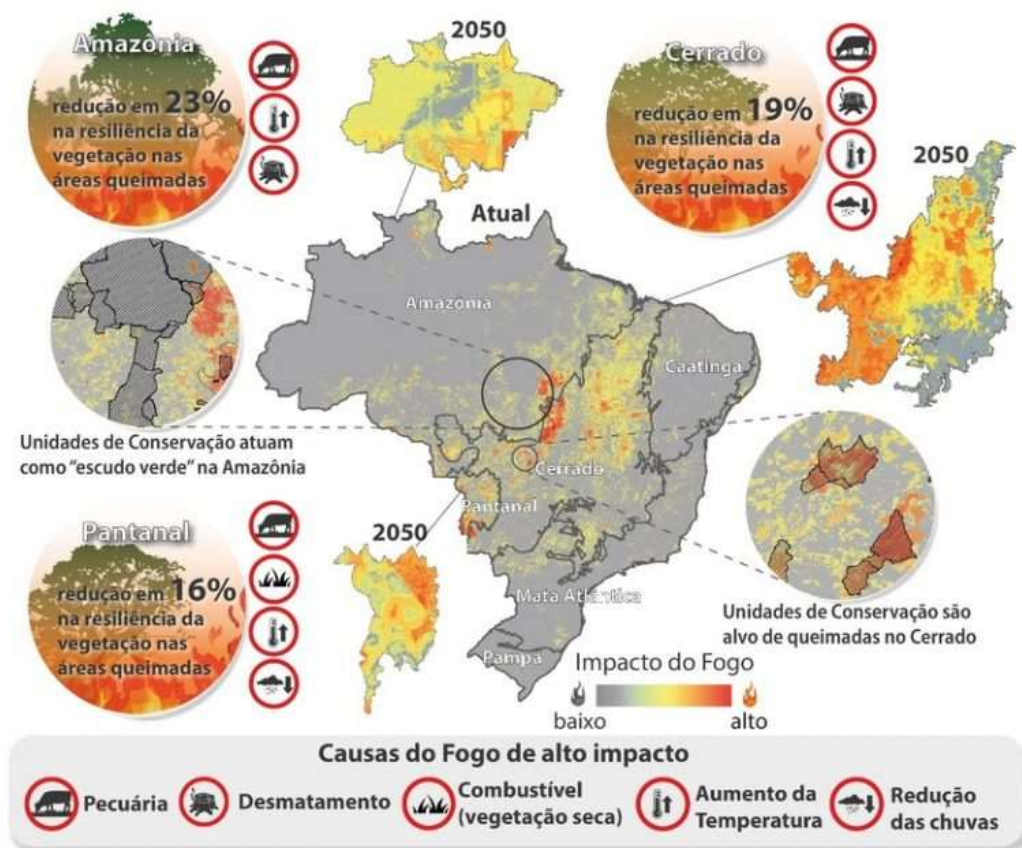 Amazônia
redução em 23%
na resiliência da
vegetação nas
áreas queimadas
2050
Cerrado
redução em 19%
na resiliência da
vegetação nas
áreas queimadas
2050
Atual
Amazônia
Caatinga
Cerrado
Pantanal
Mata Atlântica
Pampa
Unidades de Conservação atuam
como "escudo verde" na Amazônia
Pantanal
redução em 16%
na resiliência da
vegetação nas
áreas queimadas
2050
Unidades de Conservação são
alvo de queimadas no Cerrado
Impacto do Fogo
baixo alto
Causas do Fogo de alto impacto
Pecuária
Desmatamento
Combustível
(vegetação seca)
Aumento da
Temperatura
Redução
das chuvas